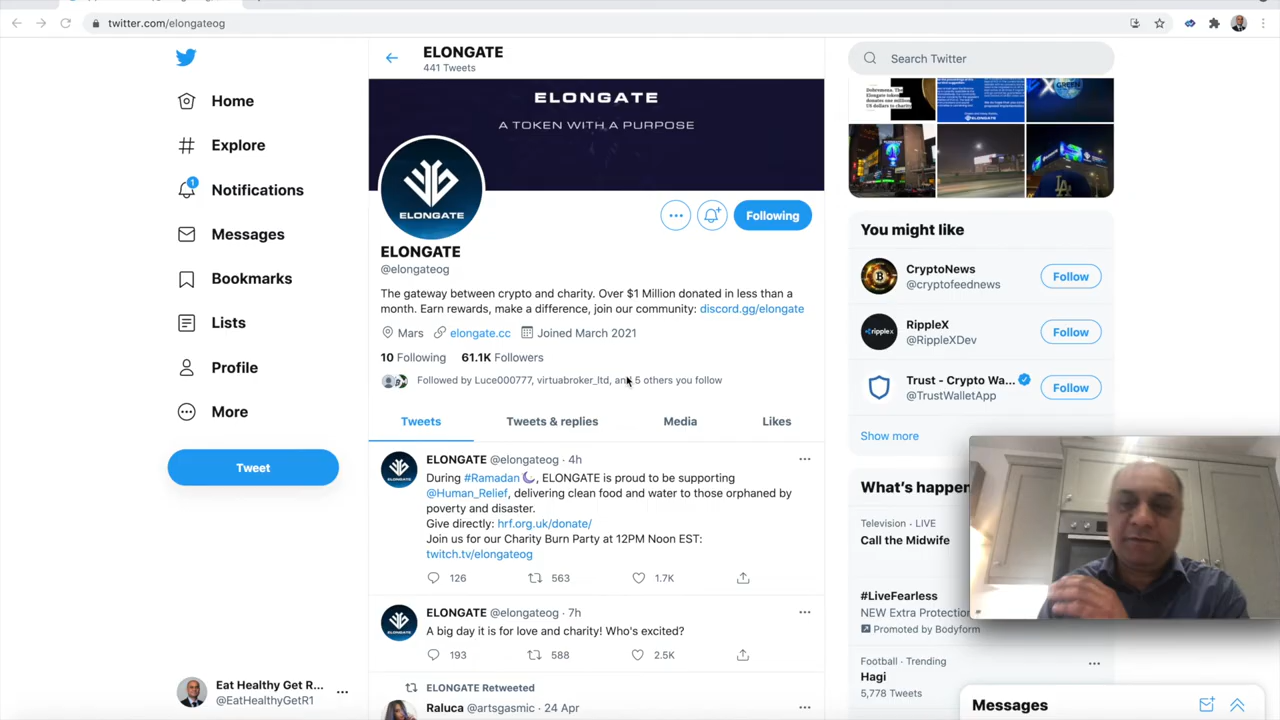 twitter.com/elongateog
Home
Explore
1
Notifications
Messages
Bookmarks
Lists
Profile
More
Tweet
Eat Healthy Get R...
@EatHealthyGetR1
ELONGATE
441 Tweets
ELONGATE
A TOKEN WITH A PURPOSE
ELONGATE
Following
ELONGATE
@elongateog
The gateway between crypto and charity. Over $1 Million donated in less than a
month. Earn rewards, make a difference, join our community: discord.gg/elongate
Mars elongate.cc Joined March 2021
10 Following 61.1K Followers
Followed by Luce000777, virtuabroker_ltd, and 5 others you follow
Tweets Tweets & replies Media Likes
ELONGATE @elongateog · 4h
During #Ramadan, ELONGATE is proud to be supporting
@Human_Relief, delivering clean food and water to those orphaned by
poverty and disaster.
Give directly: hrf.org.uk/donate/
Join us for our Charity Burn Party at 12PM Noon EST:
twitch.tv/elongateog
126 563 1.7K
ELONGATE @elongateog · 7h
A big day it is for love and charity! Who's excited?
193 588 2.5K
ELONGATE Retweeted
Raluca @artsgasmic · 24 Apr
Search Twitter
You might like
CryptoNews
@cryptofeednews
Follow
RippleX
@RippleXDev
Follow
Trust - Crypto Wa...
@TrustWalletApp
Follow
Show more
What's happen
Television · LIVE
Call the Midwife
#LiveFearless
NEW Extra Protectio
Promoted by Bodyform
Football · Trending
Hagi
5,778 Tweets
Messages